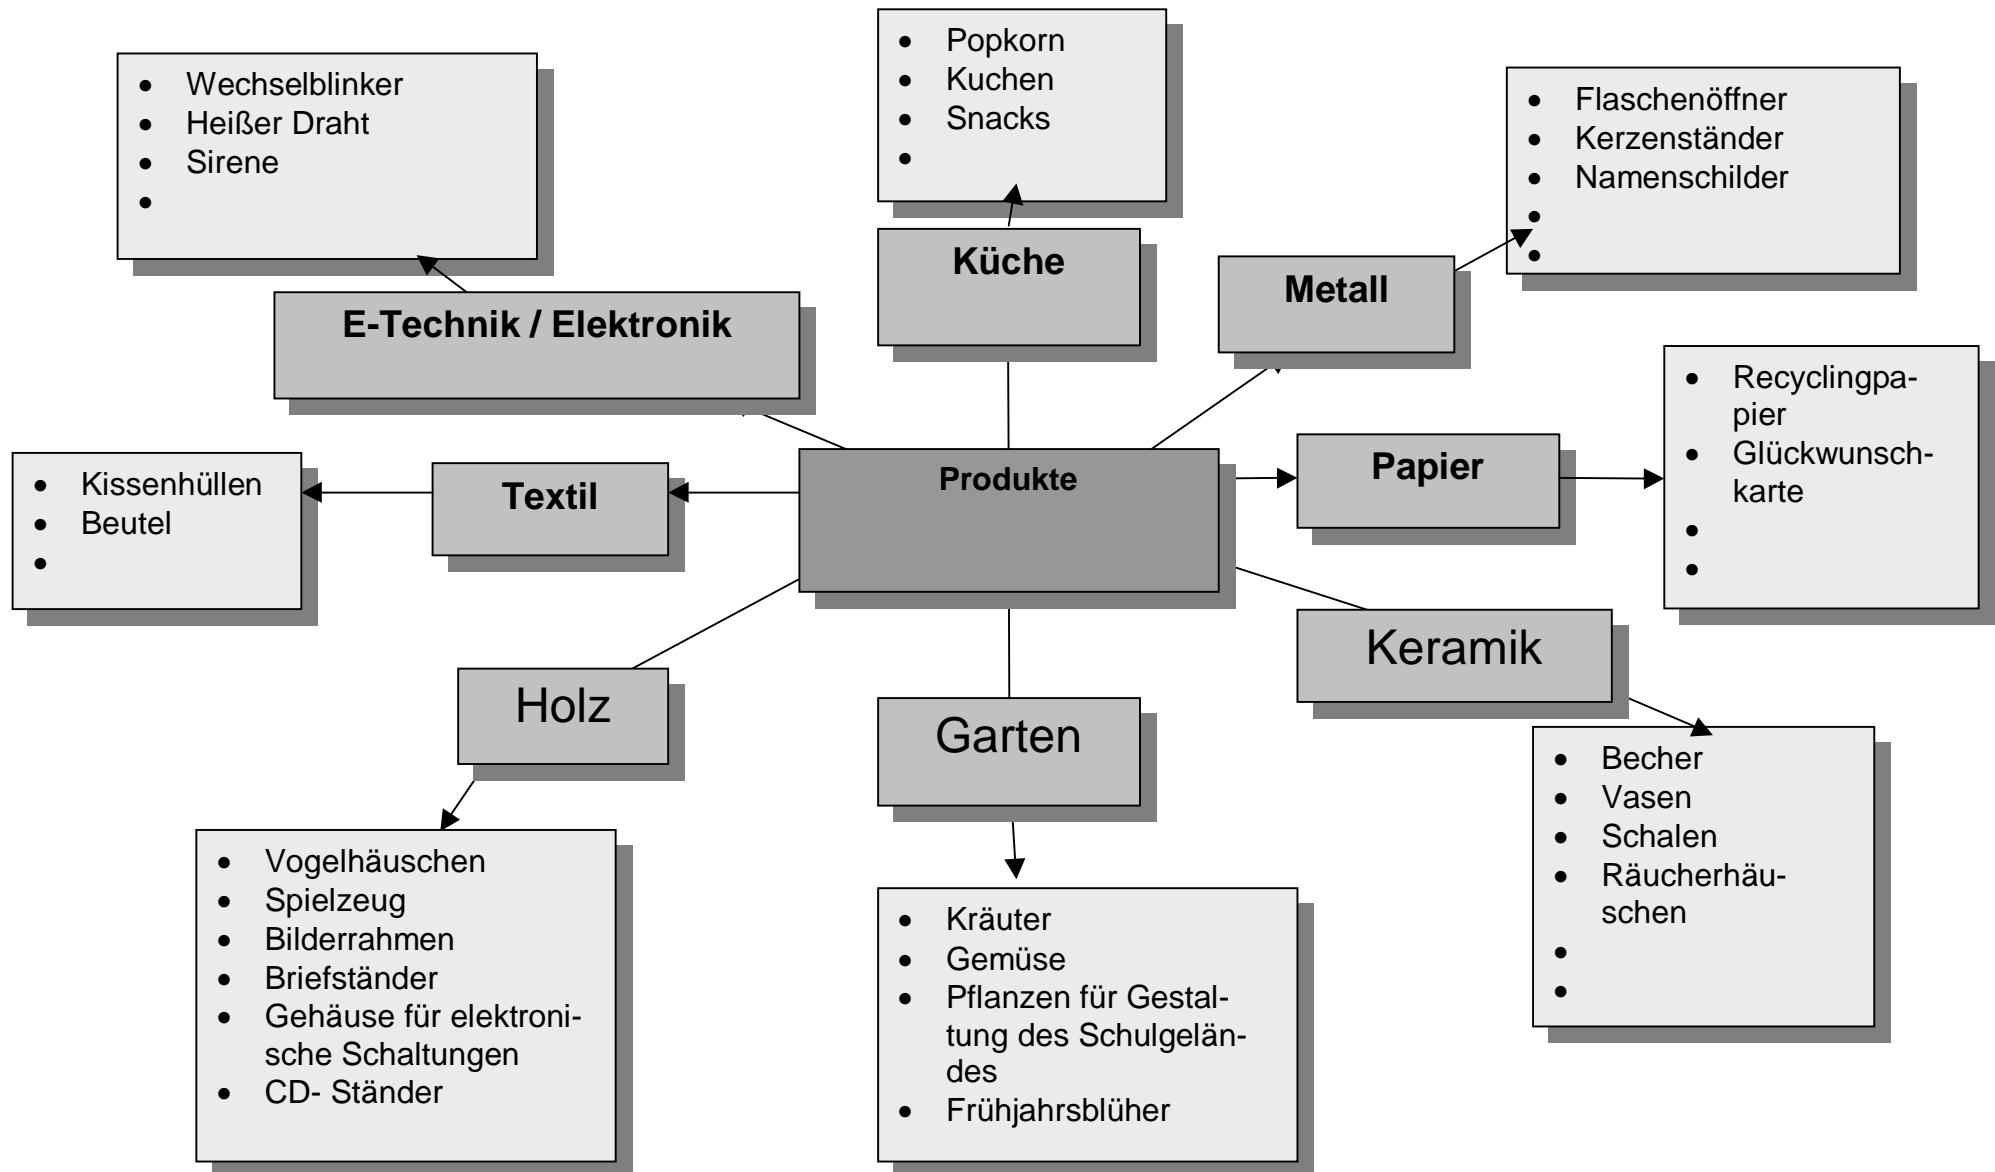 • Popkorn
• Kuchen
• Snacks
•
• Wechselblinker
• Heißer Draht
• Sirene
•
• Flaschenöffner
• Kerzenständer
• Namenschilder
•
•
Küche
Metall
E-Technik / Elektronik
• Recyclingpa-
pier
• Glückwunsch-
karte
•
•
• Kissenhüllen
• Beutel
•
Textil
Produkte
Papier
Keramik
Holz
Garten
• Becher
• Vasen
• Schalen
• Räucherhäu-
schen
•
•
• Vogelhäuschen
• Spielzeug
• Bilderrahmen
• Briefständer
• Gehäuse für elektroni-
sche Schaltungen
• CD- Ständer
• Kräuter
• Gemüse
• Pflanzen für Gestal-
tung des Schulgelän-
des
• Frühjahrsblüher